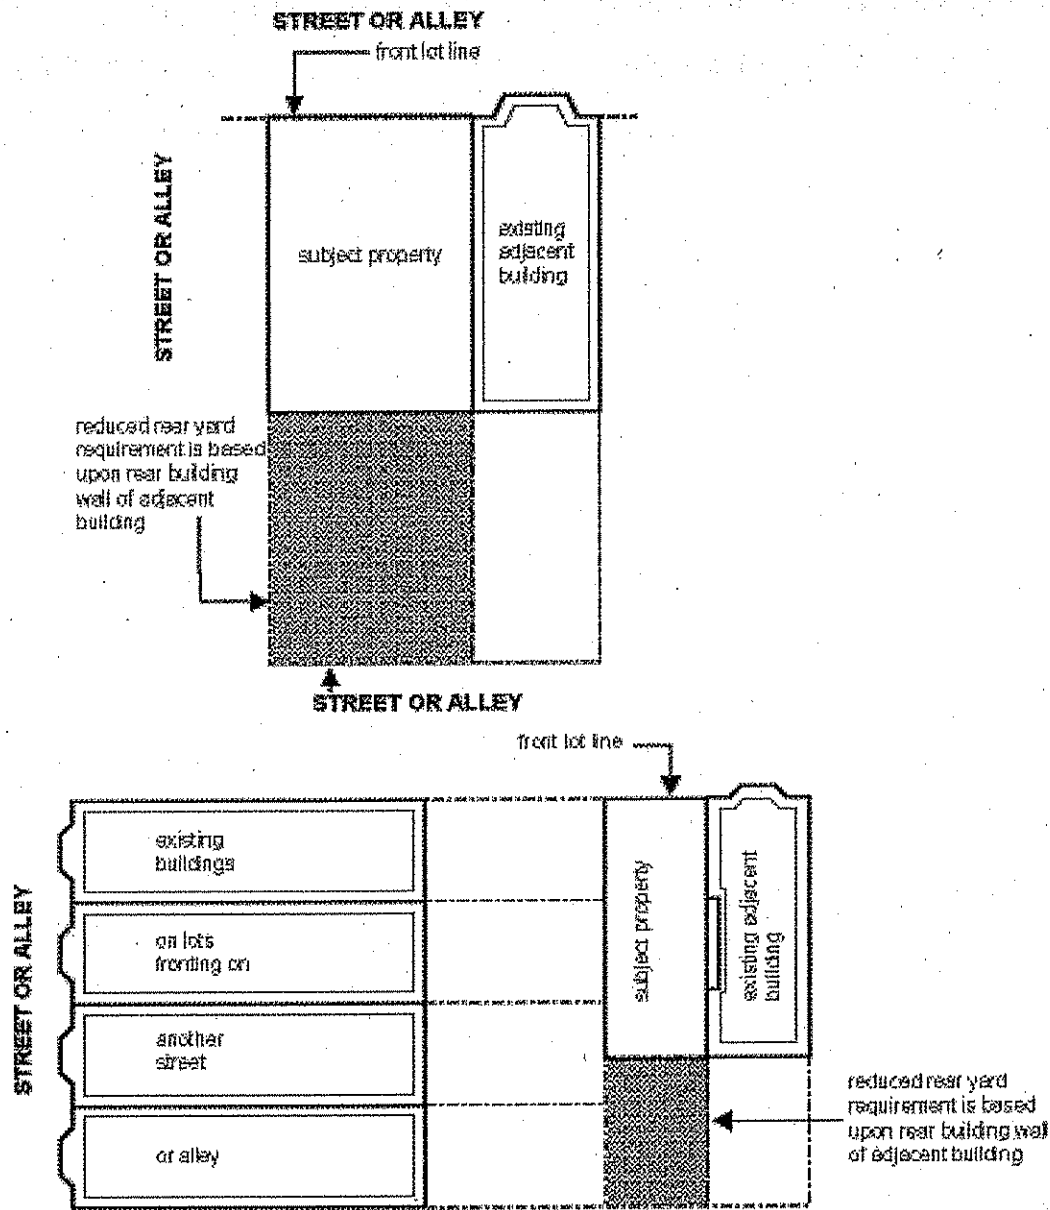 STREET OR ALLEY
front lot line
STREET OR ALLEY
subject property
existing
adjacent
building
reduced rear yard
requirement is based
upon rear building
wall of adjacent
building
STREET OR ALLEY
front lot line
STREET OR ALLEY
existing
buildings
on lots
fronting on
another
street
or alley
subject property
existing adjacent
building
reduced rear yard
requirement is based
upon rear building wall
of adjacent building